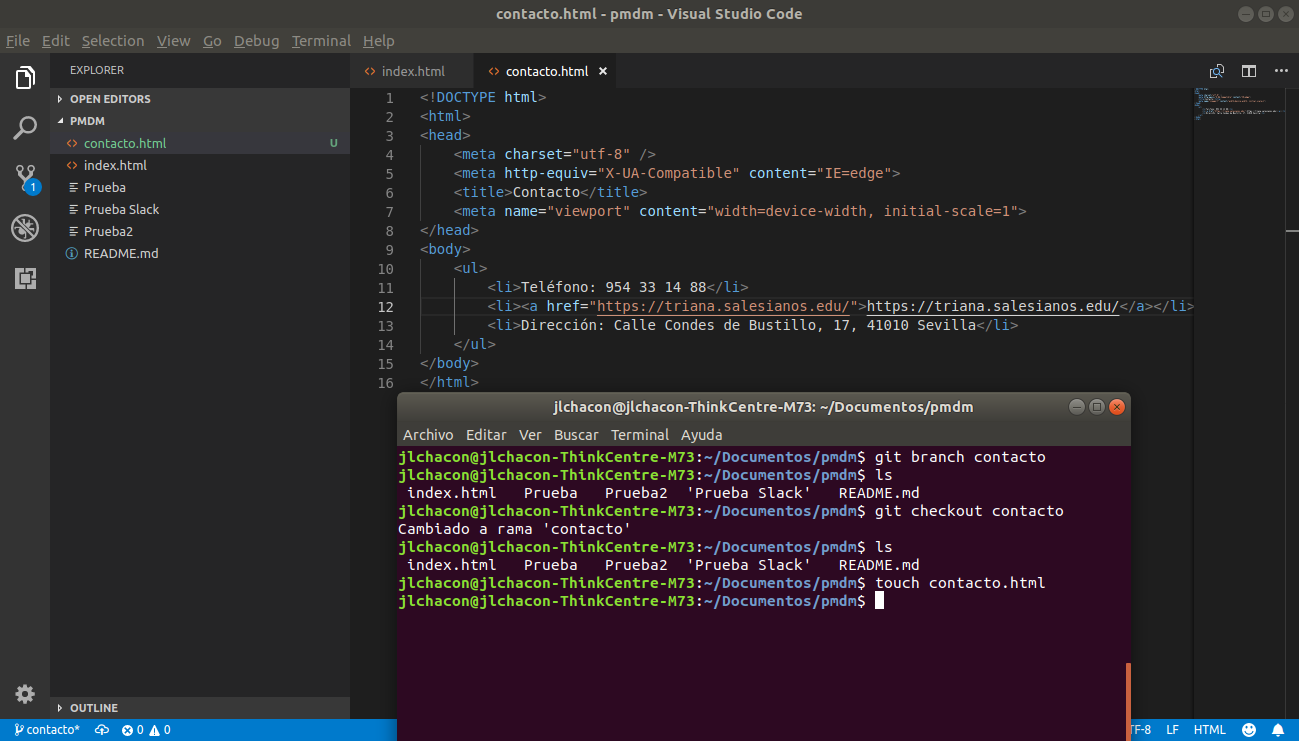 contacto.html - pmdm - Visual Studio Code
File Edit Selection View Go Debug Terminal Help
EXPLORER
OPEN EDITORS
PMDM
contacto.html U
index.html
Prueba
Prueba Slack
Prueba2
README.md
OUTLINE
1
index.html contacto.html
1 <!DOCTYPE html>
2 <html>
3 <head>
4 <meta charset="utf-8" />
5 <meta http-equiv="X-UA-Compatible" content="IE=edge">
6 <title>Contacto</title>
7 <meta name="viewport" content="width=device-width, initial-scale=1">
8 </head>
9 <body>
10 <ul>
11 <li>Teléfono: 954 33 14 88</li>
12 <li><a href="https://triana.salesianos.edu/">https://triana.salesianos.edu/</a></li>
13 <li>Dirección: Calle Condes de Bustillo, 17, 41010 Sevilla</li>
14 </ul>
15 </body>
16 </html>
jlchacon@jlchacon-ThinkCentre-M73: ~/Documentos/pmdm
Archivo Editar Ver Buscar Terminal Ayuda
jlchacon@jlchacon-ThinkCentre-M73:~/Documentos/pmdm$ git branch contacto
jlchacon@jlchacon-ThinkCentre-M73:~/Documentos/pmdm$ ls
index.html Prueba Prueba2 'Prueba Slack' README.md
jlchacon@jlchacon-ThinkCentre-M73:~/Documentos/pmdm$ git checkout contacto
Cambiado a rama 'contacto'
jlchacon@jlchacon-ThinkCentre-M73:~/Documentos/pmdm$ ls
index.html Prueba Prueba2 'Prueba Slack' README.md
jlchacon@jlchacon-ThinkCentre-M73:~/Documentos/pmdm$ touch contacto.html
jlchacon@jlchacon-ThinkCentre-M73:~/Documentos/pmdm$
contacto* 0 0 TF-8 LF HTML